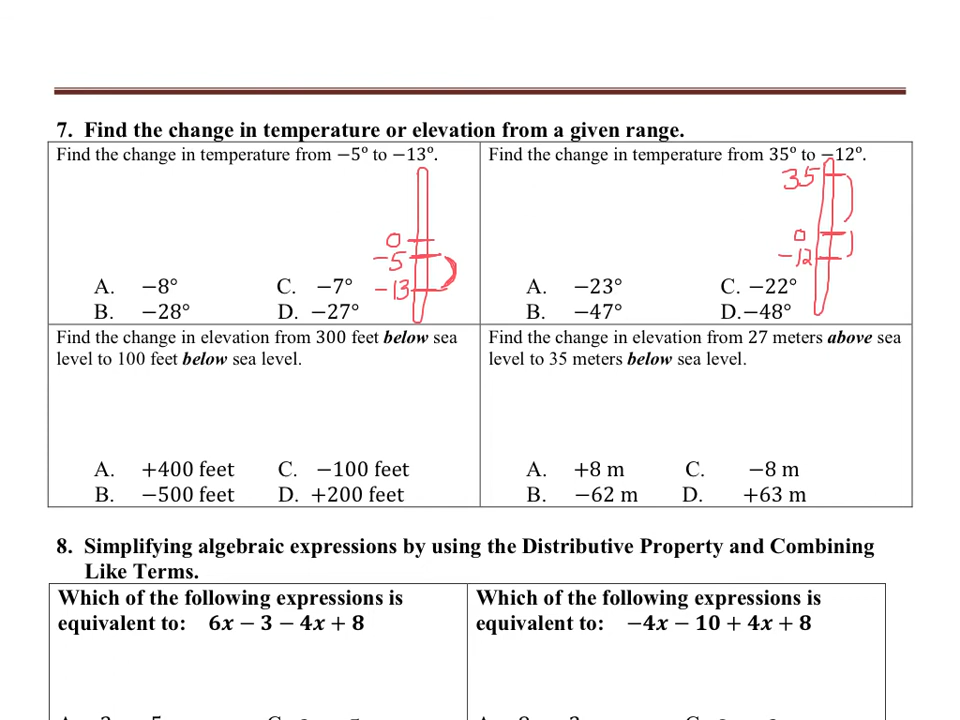 7. Find the change in temperature or elevation from a given range.
Find the change in temperature from −5° to −13°.
0
−5
−13
A. −8° C. −7°
B. −28° D. −27°
Find the change in temperature from 35° to −12°.
35
0
−12
A. −23° C. −22°
B. −47° D.−48°
Find the change in elevation from 300 feet below sea
level to 100 feet below sea level.
A. +400 feet C. −100 feet
B. −500 feet D. +200 feet
Find the change in elevation from 27 meters above sea
level to 35 meters below sea level.
A. +8 m C. −8 m
B. −62 m D. +63 m
8. Simplifying algebraic expressions by using the Distributive Property and Combining
Like Terms.
Which of the following expressions is
equivalent to: 6x − 3 − 4x + 8
Which of the following expressions is
equivalent to: −4x − 10 + 4x + 8